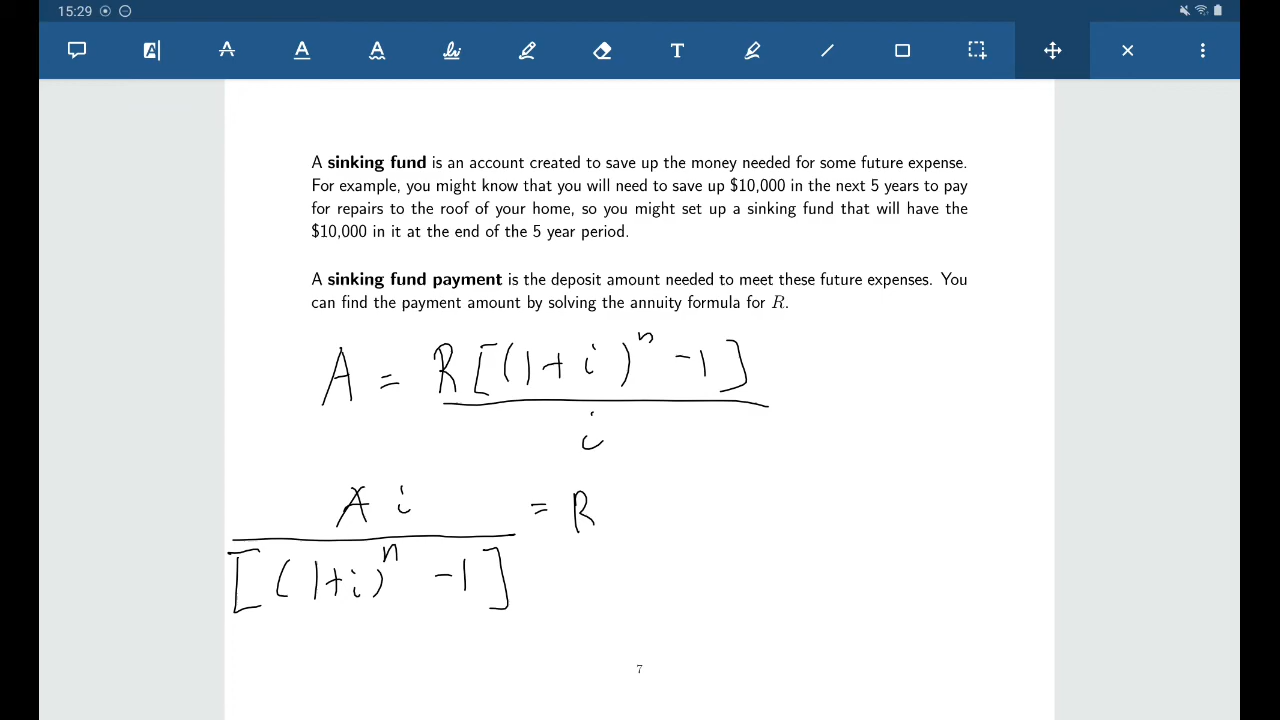 15:29
A A A A T
A sinking fund is an account created to save up the money needed for some future expense.
For example, you might know that you will need to save up $10,000 in the next 5 years to pay
for repairs to the roof of your home, so you might set up a sinking fund that will have the
$10,000 in it at the end of the 5 year period.
A sinking fund payment is the deposit amount needed to meet these future expenses. You
can find the payment amount by solving the annuity formula for R.
A = R[(1+i)^n -1]
i
A i
= R
[(1+i)^n -1]
7